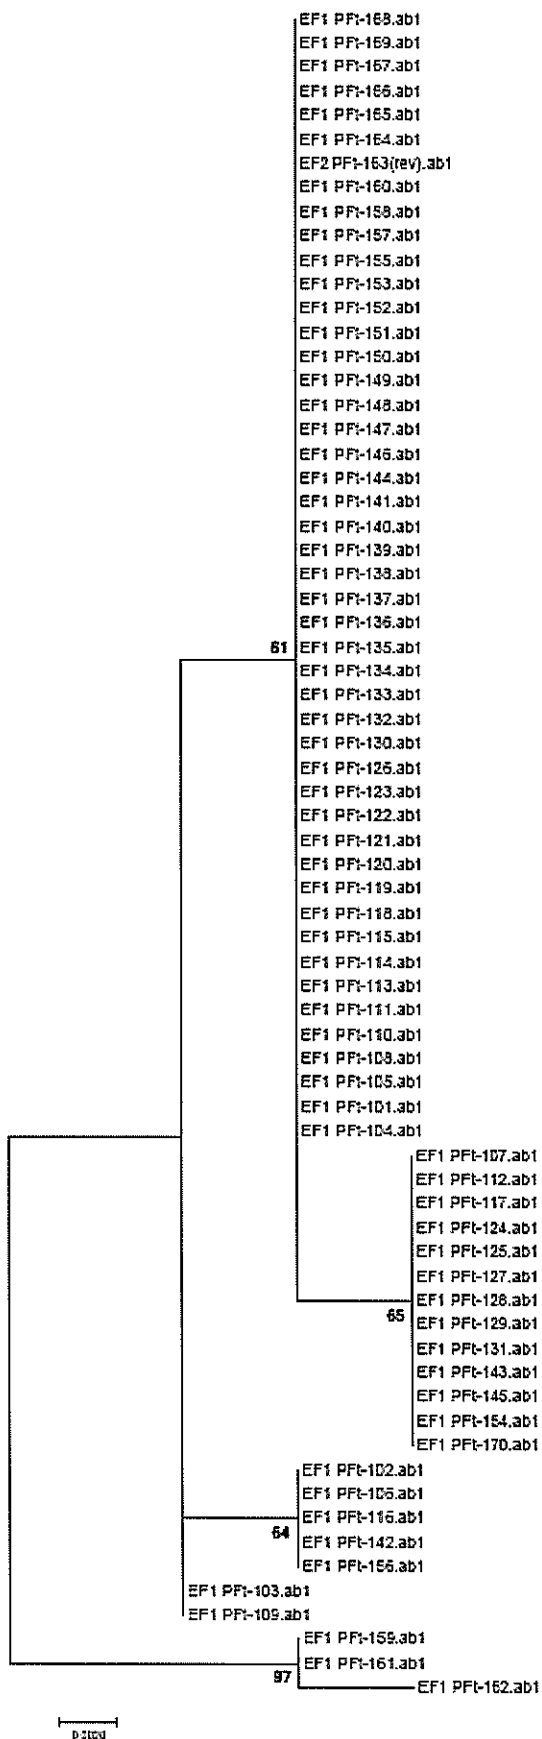 EF1 PFt-168.ab1
EF1 PFt-169.ab1
EF1 PFt-167.ab1
EF1 PFt-166.ab1
EF1 PFt-165.ab1
EF1 PFt-164.ab1
EF2 PFt-163(rev).ab1
EF1 PFt-160.ab1
EF1 PFt-158.ab1
EF1 PFt-157.ab1
EF1 PFt-155.ab1
EF1 PFt-153.ab1
EF1 PFt-152.ab1
EF1 PFt-151.ab1
EF1 PFt-150.ab1
EF1 PFt-149.ab1
EF1 PFt-148.ab1
EF1 PFt-147.ab1
EF1 PFt-146.ab1
EF1 PFt-144.ab1
EF1 PFt-141.ab1
EF1 PFt-140.ab1
EF1 PFt-139.ab1
EF1 PFt-138.ab1
EF1 PFt-137.ab1
EF1 PFt-136.ab1
61 EF1 PFt-135.ab1
EF1 PFt-134.ab1
EF1 PFt-133.ab1
EF1 PFt-132.ab1
EF1 PFt-130.ab1
EF1 PFt-126.ab1
EF1 PFt-123.ab1
EF1 PFt-122.ab1
EF1 PFt-121.ab1
EF1 PFt-120.ab1
EF1 PFt-119.ab1
EF1 PFt-118.ab1
EF1 PFt-115.ab1
EF1 PFt-114.ab1
EF1 PFt-113.ab1
EF1 PFt-111.ab1
EF1 PFt-110.ab1
EF1 PFt-108.ab1
EF1 PFt-105.ab1
EF1 PFt-101.ab1
EF1 PFt-104.ab1
EF1 PFt-107.ab1
EF1 PFt-112.ab1
EF1 PFt-117.ab1
EF1 PFt-124.ab1
EF1 PFt-125.ab1
EF1 PFt-127.ab1
EF1 PFt-128.ab1
65 EF1 PFt-129.ab1
EF1 PFt-131.ab1
EF1 PFt-143.ab1
EF1 PFt-145.ab1
EF1 PFt-154.ab1
EF1 PFt-170.ab1
EF1 PFt-102.ab1
EF1 PFt-106.ab1
EF1 PFt-116.ab1
64 EF1 PFt-142.ab1
EF1 PFt-156.ab1
EF1 PFt-103.ab1
EF1 PFt-109.ab1
EF1 PFt-159.ab1
EF1 PFt-161.ab1
97 EF1 PFt-162.ab1